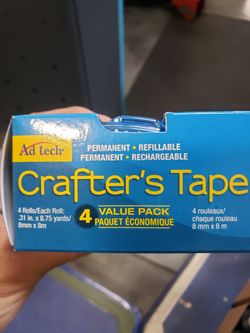 Ad tech
PERMANENT • REFILLABLE
PERMANENT • RECHARGEABLE
Crafter's Tape
4 Rolls/Each Roll:
.31 in. x 8.75 yards/
8mm x 8m
4 VALUE PACK
PAQUET ÉCONOMIQUE
4 rouleaux/
chaque rouleau
8 mm x 8 m